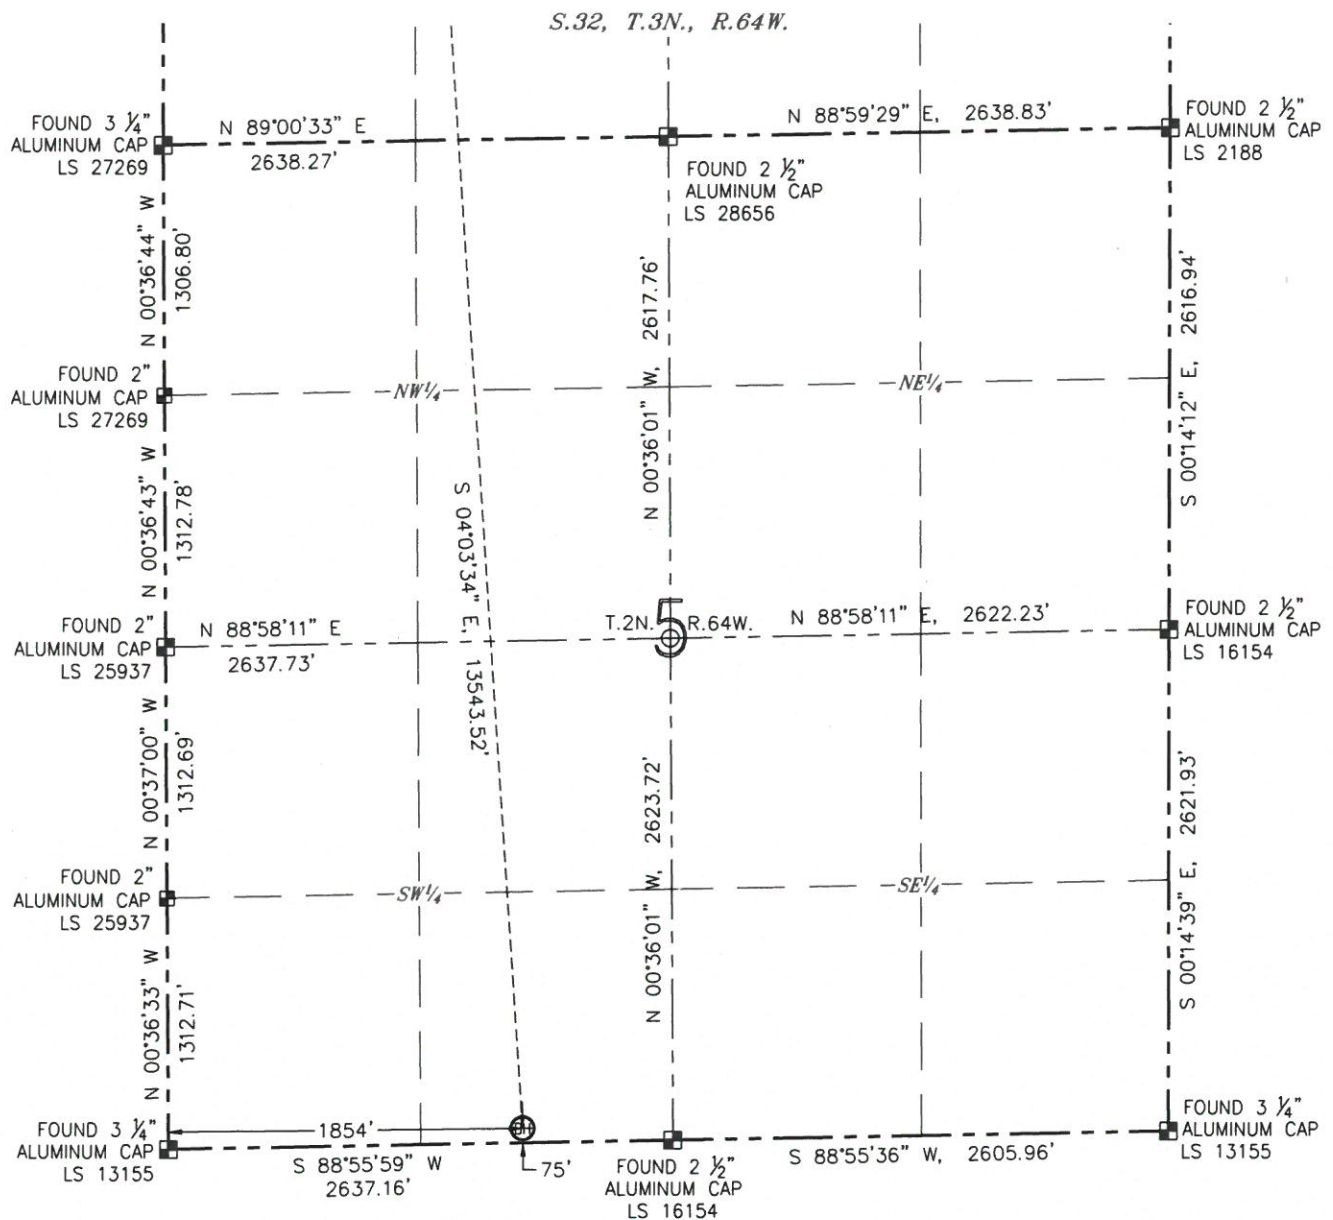 S.32, T.3N., R.64W.
FOUND 3 ¼"
ALUMINUM CAP
LS 27269
N 89°00'33" E
2638.27'
N 88°59'29" E, 2638.83'
FOUND 2 ½"
ALUMINUM CAP
LS 2188
FOUND 2 ½"
ALUMINUM CAP
LS 28656
N 00°36'44" W
1306.80'
N 00°36'01" W, 2617.76'
S 00°14'12" E, 2616.94'
FOUND 2"
ALUMINUM CAP
LS 27269
NW¼
NE¼
N 00°36'43" W
1312.78'
S 04°03'34" E, 13543.52'
FOUND 2"
ALUMINUM CAP
LS 25937
N 88°58'11" E
2637.73'
T.2N. 5 R.64W.
N 88°58'11" E, 2622.23'
FOUND 2 ½"
ALUMINUM CAP
LS 16154
N 00°37'00" W
1312.69'
N 00°36'01" W, 2623.72'
S 00°14'39" E, 2621.93'
FOUND 2"
ALUMINUM CAP
LS 25937
SW¼
SE¼
N 00°36'33" W
1312.71'
FOUND 3 ¼"
ALUMINUM CAP
LS 13155
1854'
BH
75'
S 88°55'59" W
2637.16'
FOUND 2 ½"
ALUMINUM CAP
LS 16154
S 88°55'36" W, 2605.96'
FOUND 3 ¼"
ALUMINUM CAP
LS 13155